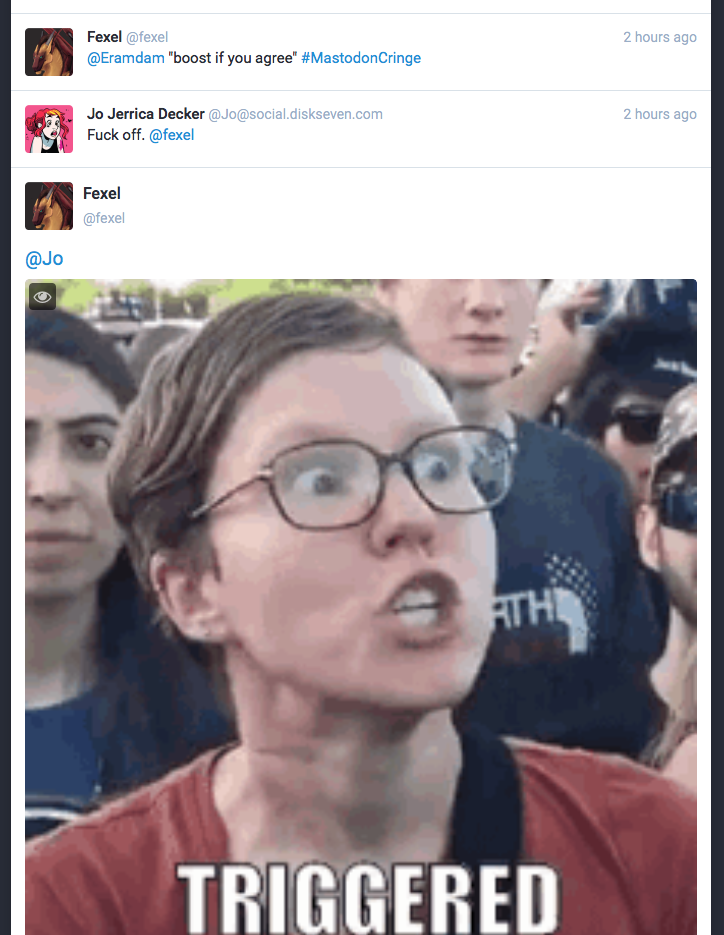 Fexel @fexel 2 hours ago
@Eramdam "boost if you agree" #MastodonCringe
Jo Jerrica Decker @Jo@social.diskseven.com 2 hours ago
Fuck off. @fexel
Fexel
@fexel
@Jo
RTH
TRIGGERED